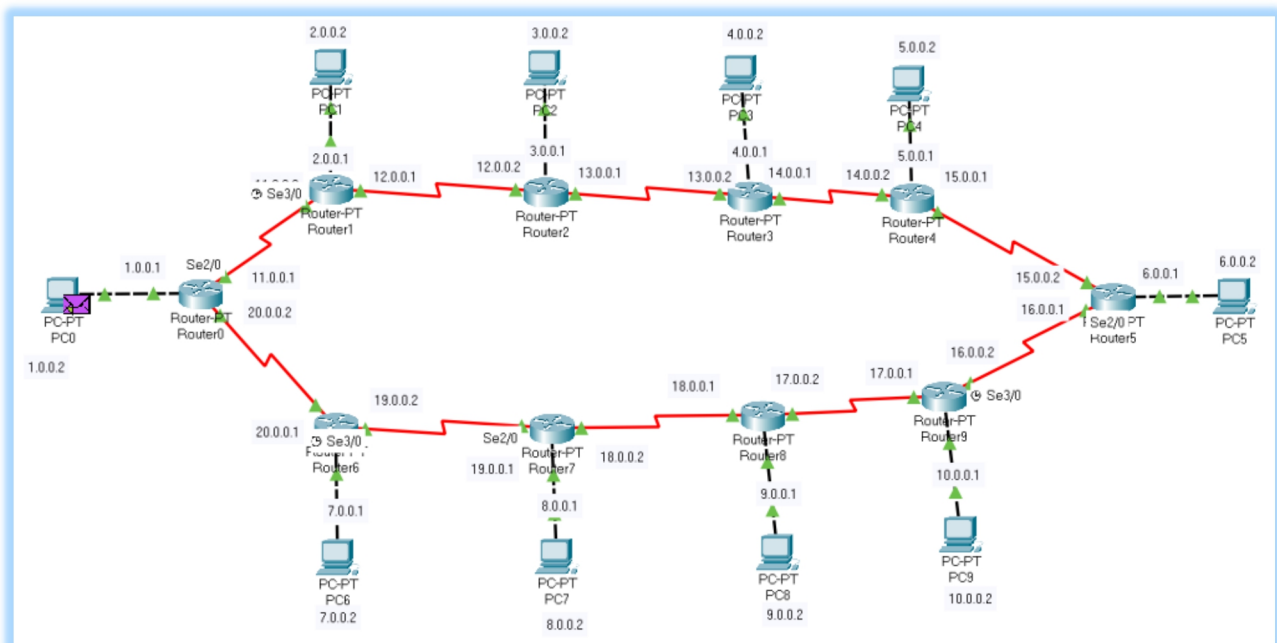 2.0.0.2
3.0.0.2
4.0.0.2
5.0.0.2
PC-PT
PC1
PC-PT
PC2
PC-PT
PC3
PC-PT
PC4
2.0.0.1
3.0.0.1
4.0.0.1
5.0.0.1
Se3/0
12.0.0.1
12.0.0.2
13.0.0.1
13.0.0.2
14.0.0.1
14.0.0.2
15.0.0.1
Router-PT
Router1
Router-PT
Router2
Router-PT
Router3
Router-PT
Router4
1.0.0.1
Se2/0
11.0.0.1
15.0.0.2
6.0.0.1
6.0.0.2
PC-PT
PC0
Router-PT
Router0
20.0.0.2
16.0.0.1
Se2/0 PT
Router5
PC-PT
PC5
1.0.0.2
16.0.0.2
20.0.0.1
19.0.0.2
18.0.0.1
17.0.0.2
17.0.0.1
Se3/0
Se3/0
Router6
Se2/0
19.0.0.1
Router-PT
Router7
18.0.0.2
Router-PT
Router8
Router-PT
Router9
7.0.0.1
8.0.0.1
9.0.0.1
10.0.0.1
PC-PT
PC6
7.0.0.2
PC-PT
PC7
8.0.0.2
PC-PT
PC8
9.0.0.2
PC-PT
PC9
10.0.0.2